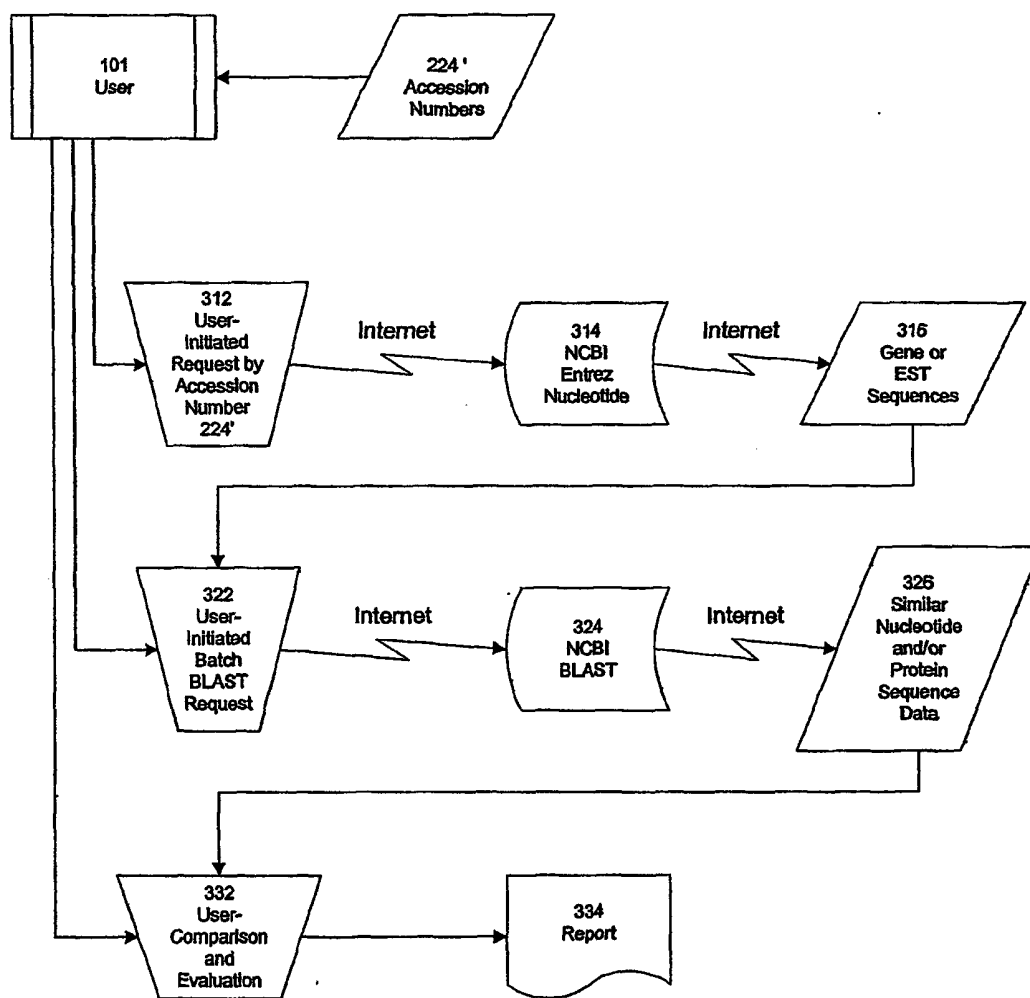 101
User
224'
Accession
Numbers
312
User-
Initiated
Request by
Accession
Number
224'
Internet
314
NCBI
Entrez
Nucleotide
Internet
316
Gene or
EST
Sequences
322
User-
Initiated
Batch
BLAST
Request
Internet
324
NCBI
BLAST
Internet
326
Similar
Nucleotide
and/or
Protein
Sequence
Data
332
User-
Comparison
and
Evaluation
334
Report